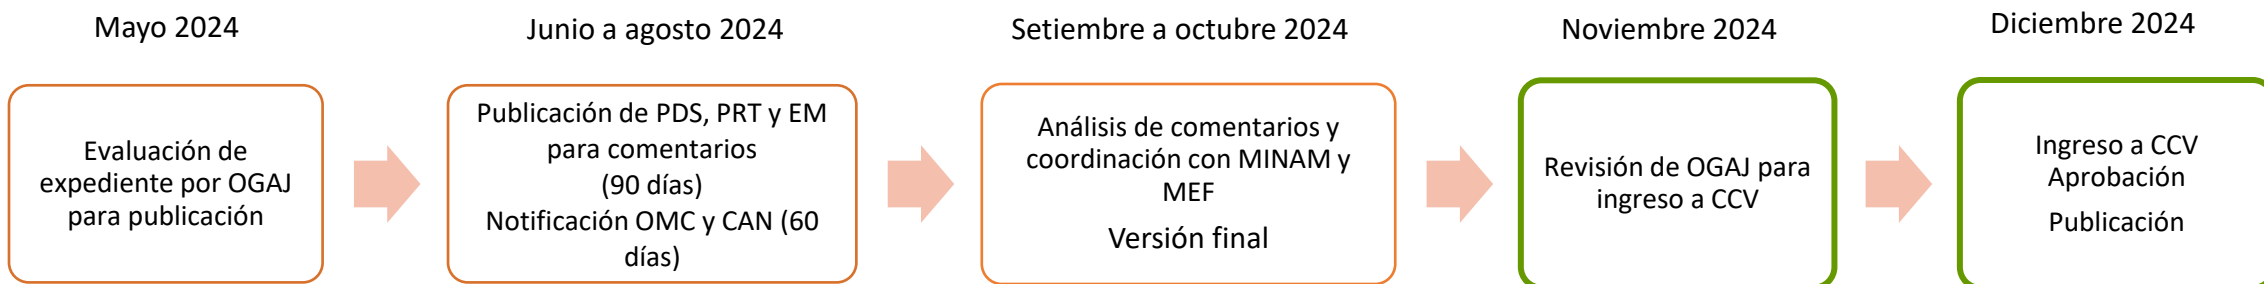 Mayo 2024
Evaluación de
expediente por OGAJ
para publicación
Junio a agosto 2024
Publicación de PDS, PRT y EM
para comentarios
(90 días)
Notificación OMC y CAN (60
días)
Setiembre a octubre 2024
Análisis de comentarios y
coordinación con MINAM y
MEF
Versión final
Noviembre 2024
Revisión de OGAJ para
ingreso a CCV
Diciembre 2024
Ingreso a CCV
Aprobación
Publicación